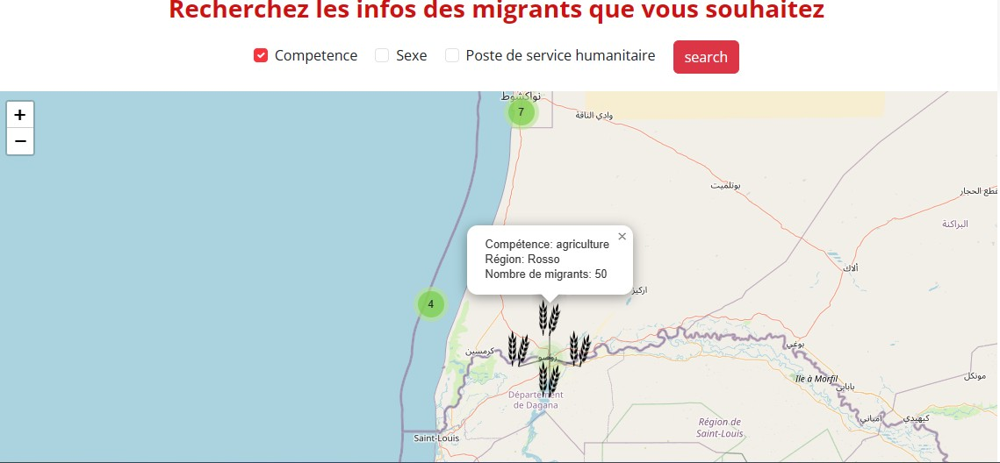 Recherchez les infos des migrants que vous souhaitez
Competence
Sexe
Poste de service humanitaire
search
+
−
نواكشوط
7
وادي الناقة
بوتلميت
مقطع الحجار
البراكنة
×
Compétence: agriculture
Région: Rosso
Nombre de migrants: 50
ألاك
4
بوغي
كرمسين
روصو
Ile à Morfil
بابابي
مونكل
Département
de Dagana
امباني
كيهيدي
Région de
Saint-Louis
Saint-Louis